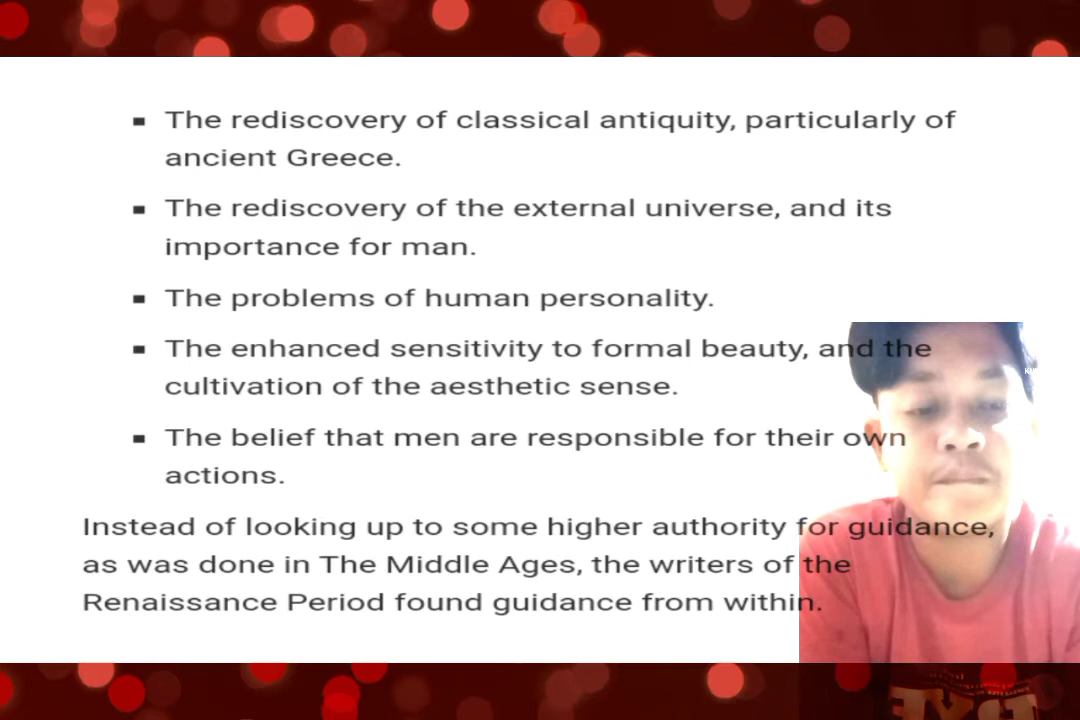 ▪ The rediscovery of classical antiquity, particularly of
ancient Greece.
▪ The rediscovery of the external universe, and its
importance for man.
▪ The problems of human personality.
▪ The enhanced sensitivity to formal beauty, and the
cultivation of the aesthetic sense.
▪ The belief that men are responsible for their own
actions.
Instead of looking up to some higher authority for guidance,
as was done in The Middle Ages, the writers of the
Renaissance Period found guidance from within.